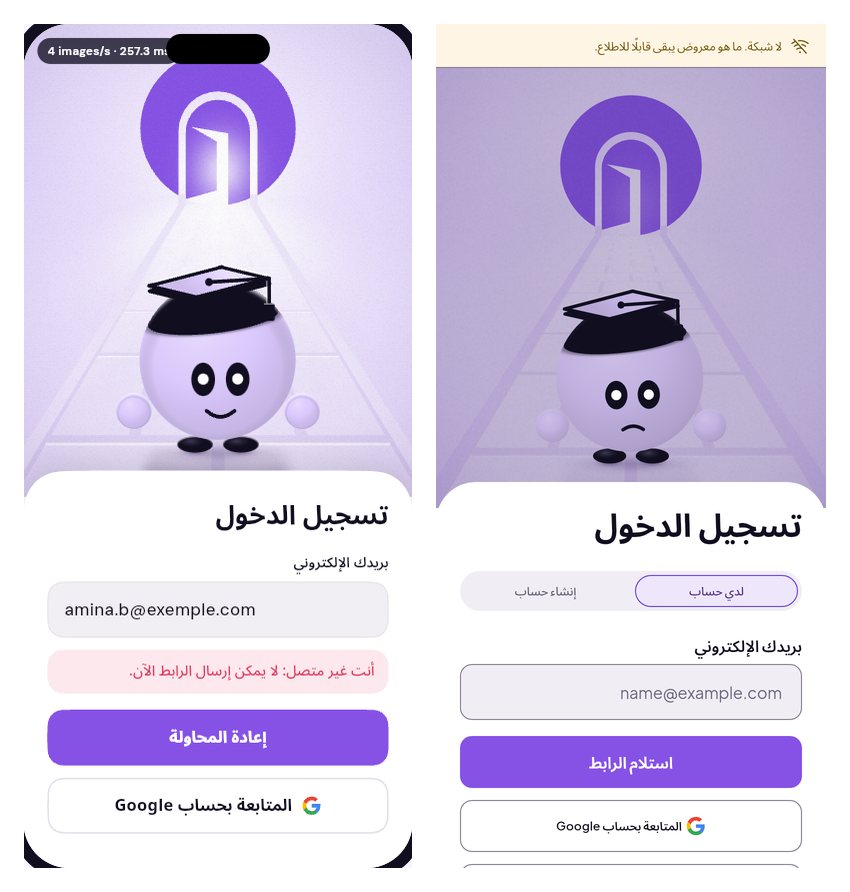 4 images/s · 257.3 ms
تسجيل الدخول
بريدك الإلكتروني
amina.b@exemple.com
أنت غير متصل: لا يمكن إرسال الرابط الآن.
إعادة المحاولة
المتابعة بحساب Google
لا شبكة. ما هو معروض يبقى قابلًا للاطلاع.
تسجيل الدخول
لدي حساب
إنشاء حساب
بريدك الإلكتروني
name@example.com
استلام الرابط
المتابعة بحساب Google